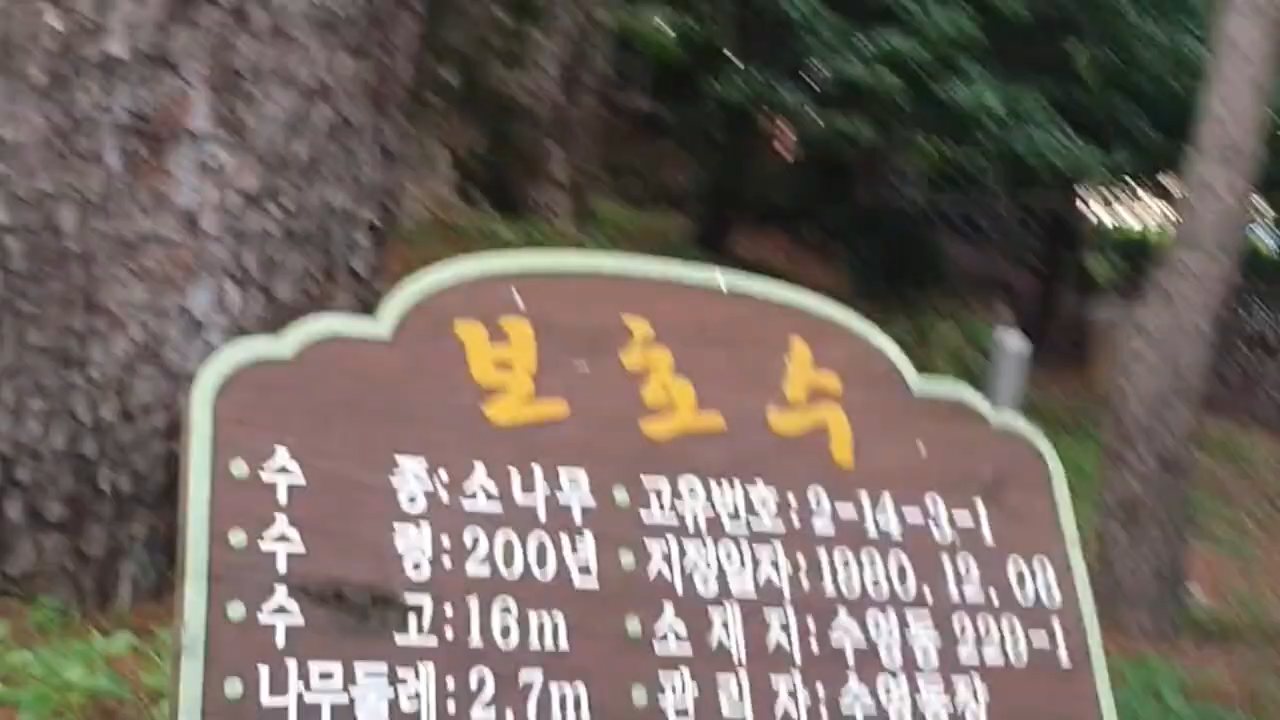 보호수
• 수 종: 소나무 • 고유번호: 2-14-3-1
• 수 령: 200년 • 지정일자: 1980.12.08
• 수 고: 16m • 소 재 지: 수영동 229-1
• 나무둘레: 2.7m • 관 리 자: 수영동장